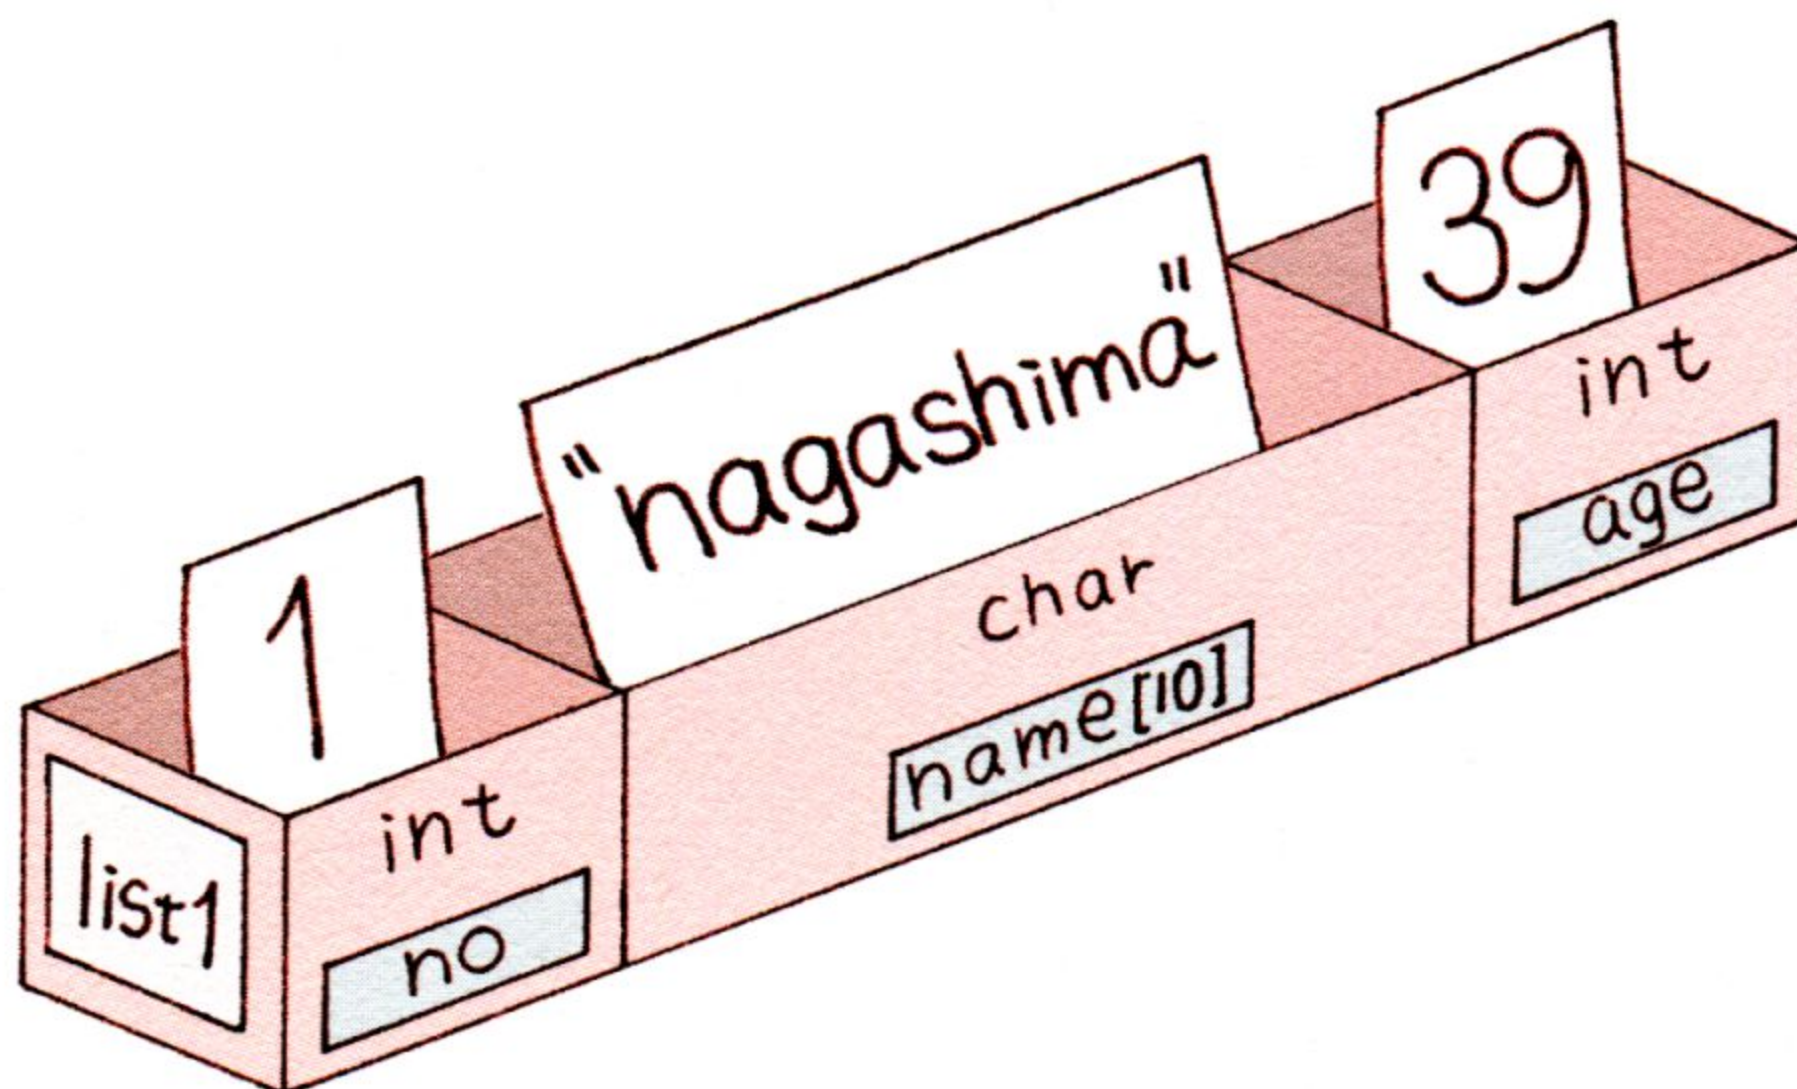 1
"nagashima"
39
list1
int
no
char
name[10]
int
age